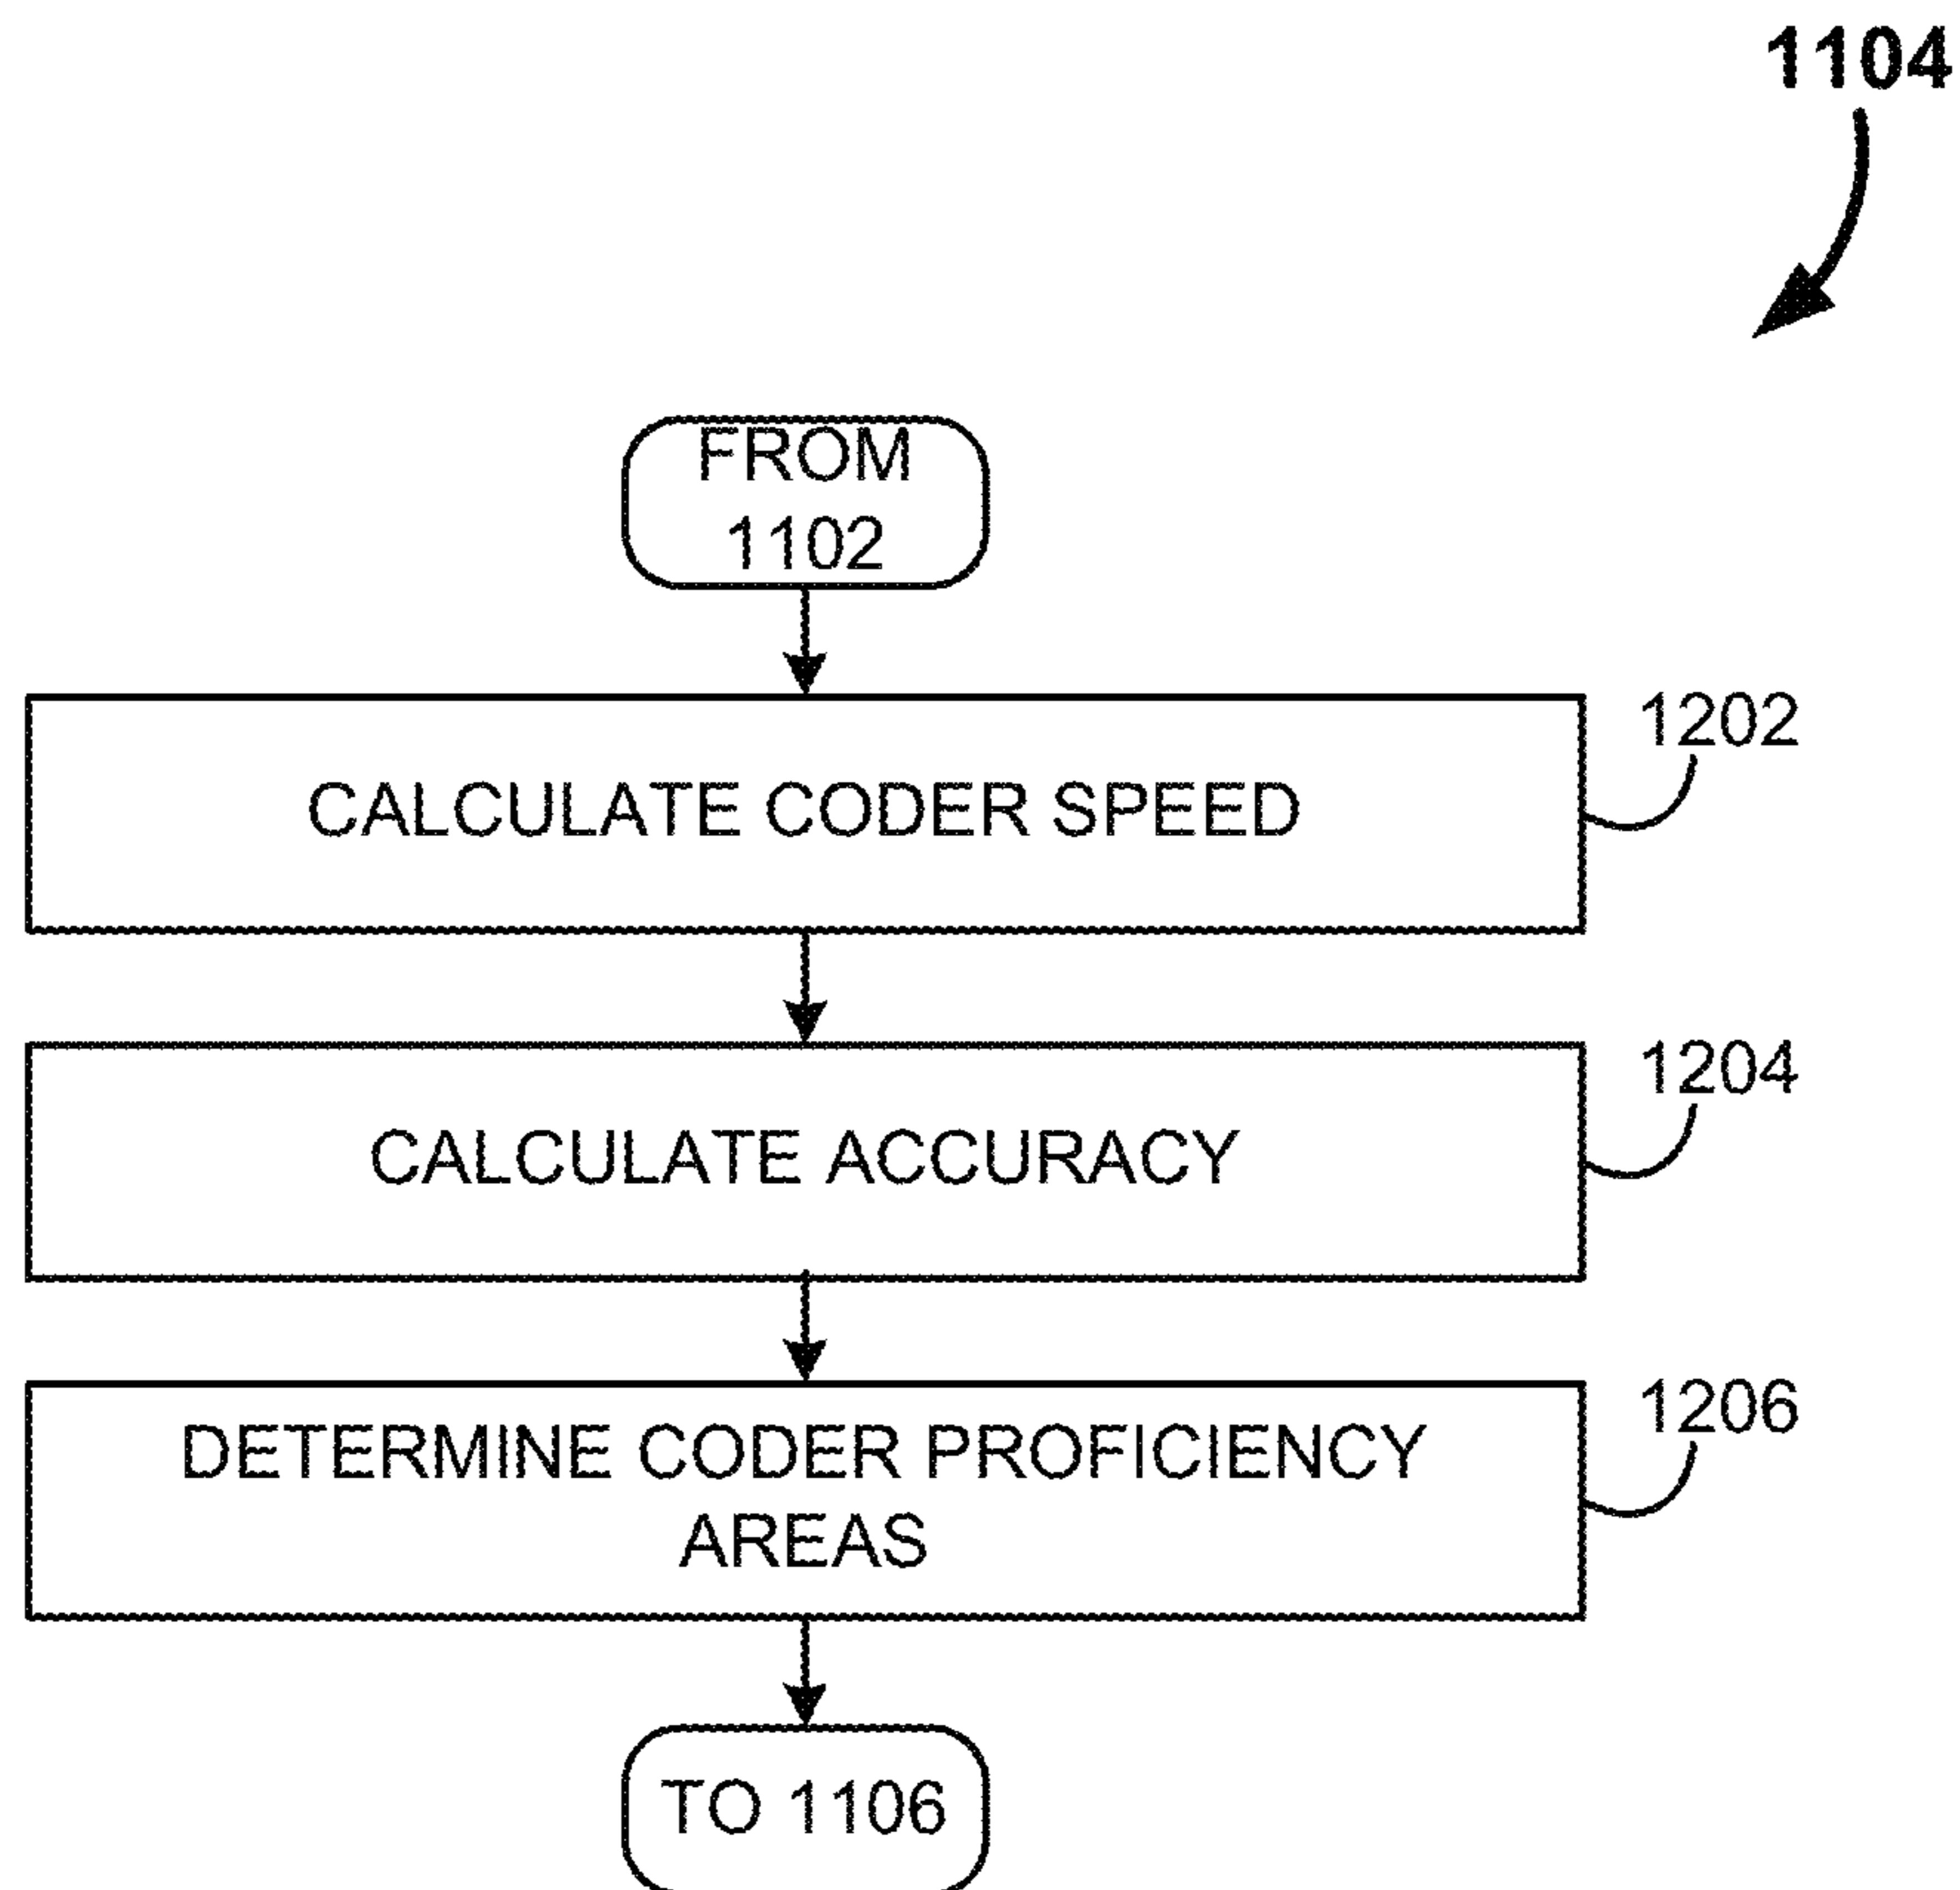 1104
FROM
1102
CALCULATE CODER SPEED
1202
CALCULATE ACCURACY
1204
DETERMINE CODER PROFICIENCY
AREAS
1206
TO 1106